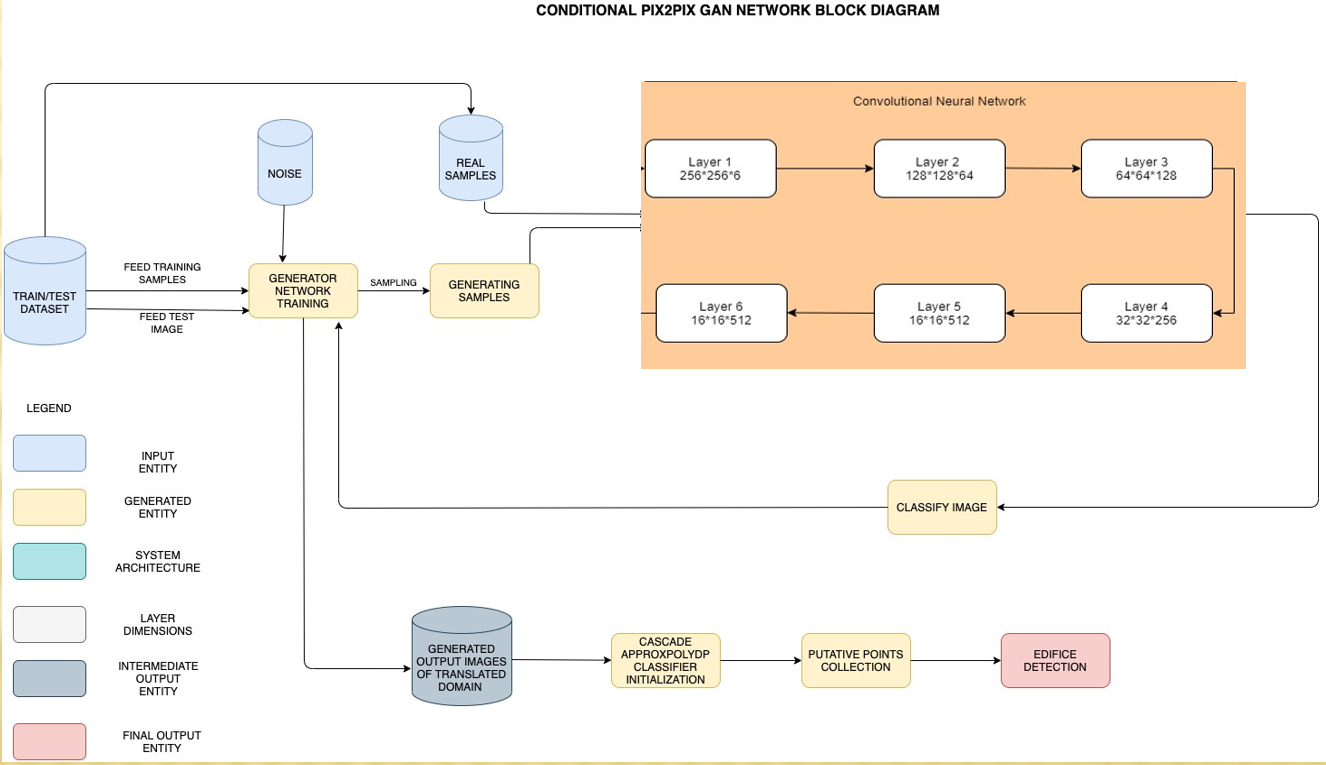 CONDITIONAL PIX2PIX GAN NETWORK BLOCK DIAGRAM
Convolutional Neural Network
Layer 1
256*256*6
Layer 2
128*128*64
Layer 3
64*64*128
NOISE
REAL
SAMPLES
TRAIN/TEST
DATASET
FEED TRAINING
SAMPLES
FEED TEST
IMAGE
GENERATOR
NETWORK
TRAINING
SAMPLING
GENERATING
SAMPLES
Layer 6
16*16*512
Layer 5
16*16*512
Layer 4
32*32*256
LEGEND
INPUT
ENTITY
GENERATED
ENTITY
SYSTEM
ARCHITECTURE
LAYER
DIMENSIONS
INTERMEDIATE
OUTPUT
ENTITY
FINAL OUTPUT
ENTITY
CLASSIFY IMAGE
GENERATED
OUTPUT IMAGES
OF TRANSLATED
DOMAIN
CASCADE
APPROXPOLYDP
CLASSIFIER
INITIALIZATION
PUTATIVE POINTS
COLLECTION
EDIFICE
DETECTION